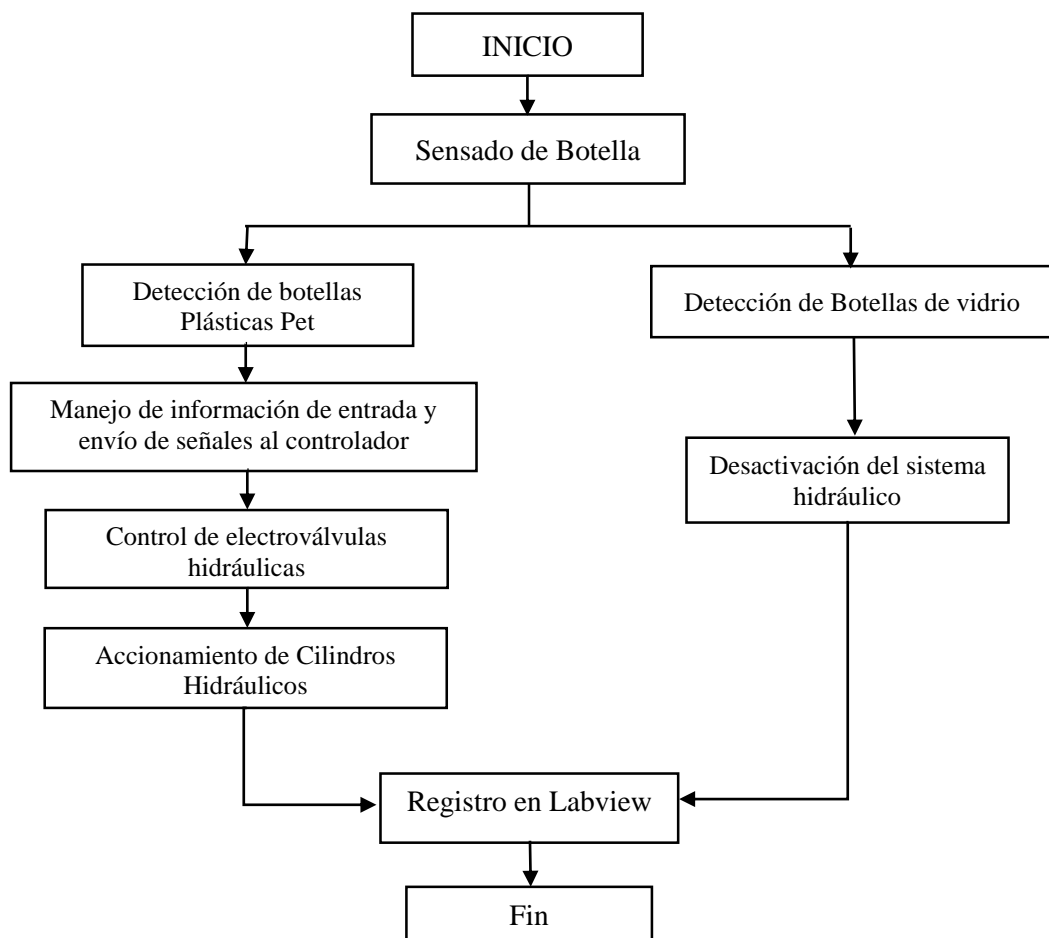 INICIO
Sensado de Botella
Detección de botellas
Plásticas Pet
Detección de Botellas de vidrio
Manejo de información de entrada y
envío de señales al controlador
Desactivación del sistema
hidráulico
Control de electroválvulas
hidráulicas
Accionamiento de Cilindros
Hidráulicos
Registro en Labview
Fin